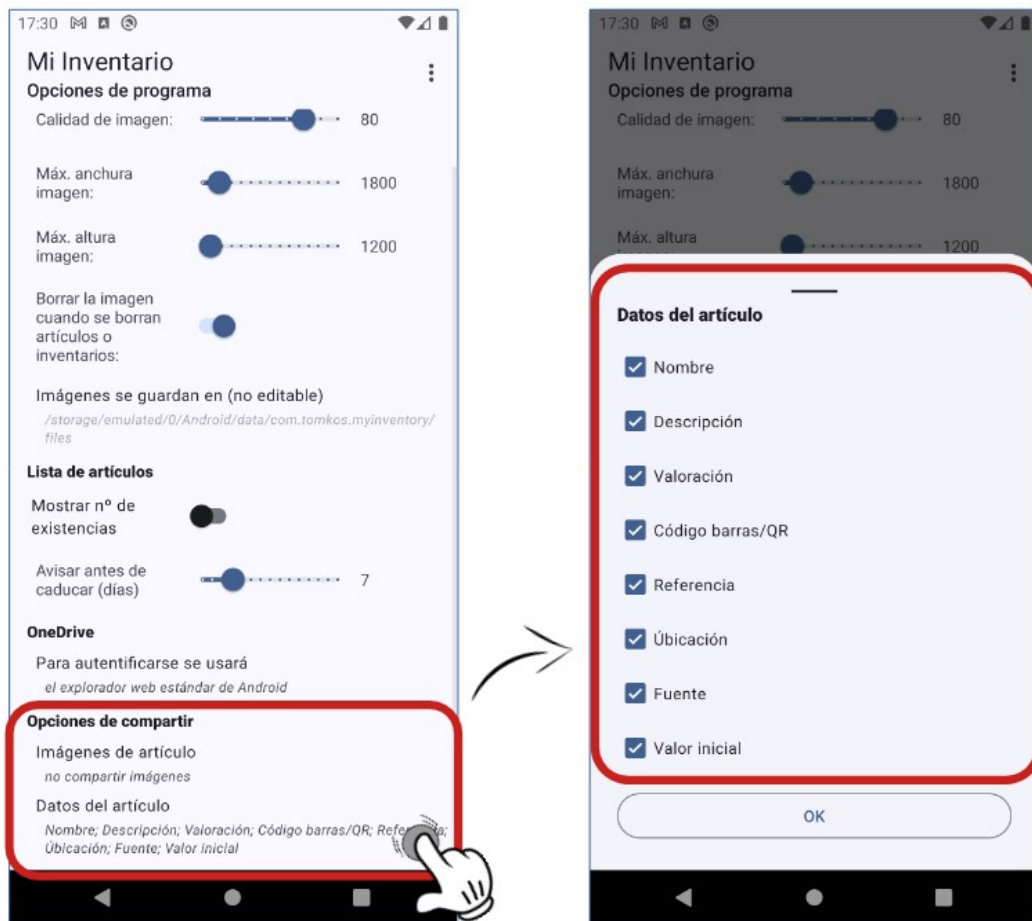 17:30
Mi Inventario
Opciones de programa
Calidad de imagen: 80
Máx. anchura
imagen: 1800
Máx. altura
imagen: 1200
Borrar la imagen
cuando se borran
artículos o
inventarios:
Imágenes se guardan en (no editable)
/storage/emulated/0/Android/data/com.tomkos.myinventory/
files
Lista de artículos
Mostrar nº de
existencias
Avisar antes de
caducar (días) 7
OneDrive
Para autentificarse se usará
el explorador web estándar de Android
Opciones de compartir
Imágenes de artículo
no compartir imágenes
Datos del artículo
Nombre; Descripción; Valoración; Código barras/QR;
Úbicación; Fuente; Valor inicial
17:30
Mi Inventario
Opciones de programa
Calidad de imagen: 80
Máx. anchura
imagen: 1800
Máx. altura
imagen: 1200
Datos del artículo
Nombre
Descripción
Valoración
Código barras/QR
Referencia
Úbicación
Fuente
Valor inicial
OK